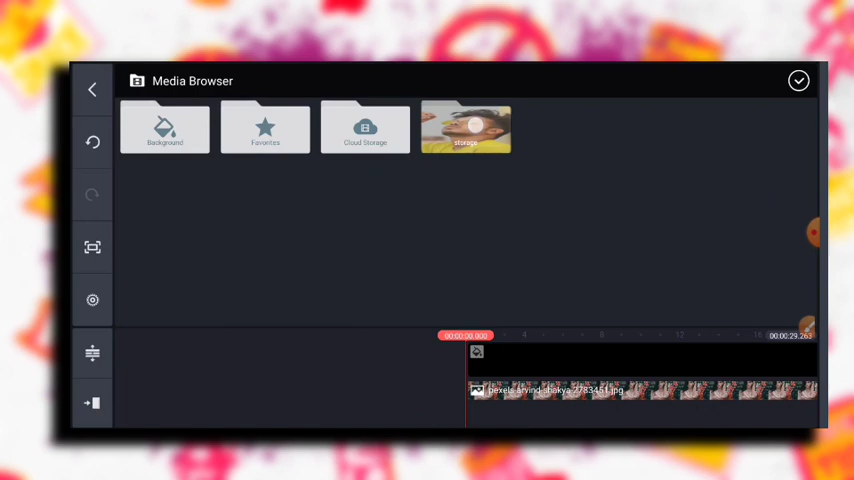 Media Browser
Background
Favorites
Cloud Storage
storage
00:00:00.000
4
8
12
16
00:00:29.263
pexels-arvind-shakya-2783451.jpg